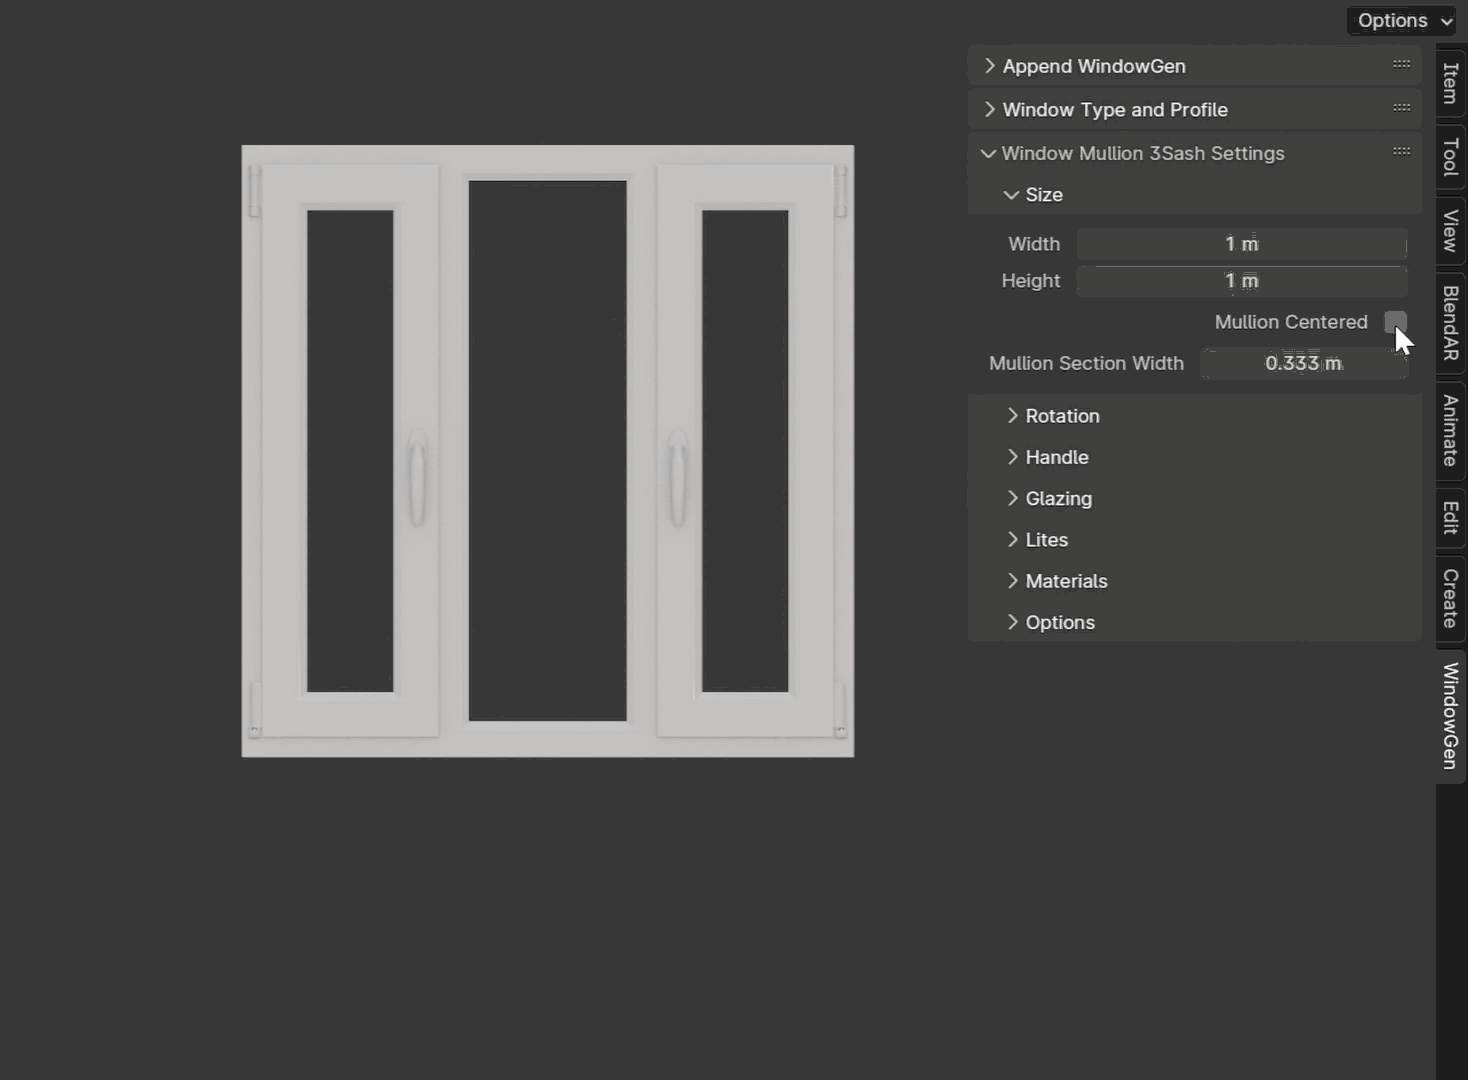 Options
Append WindowGen
Window Type and Profile
Window Mullion 3Sash Settings
Size
Width 1 m
Height 1 m
Mullion Centered
Mullion Section Width 0.333 m
Rotation
Handle
Glazing
Lites
Materials
Options
Item
Tool
View
BlendAR
Animate
Edit
Create
WindowGen